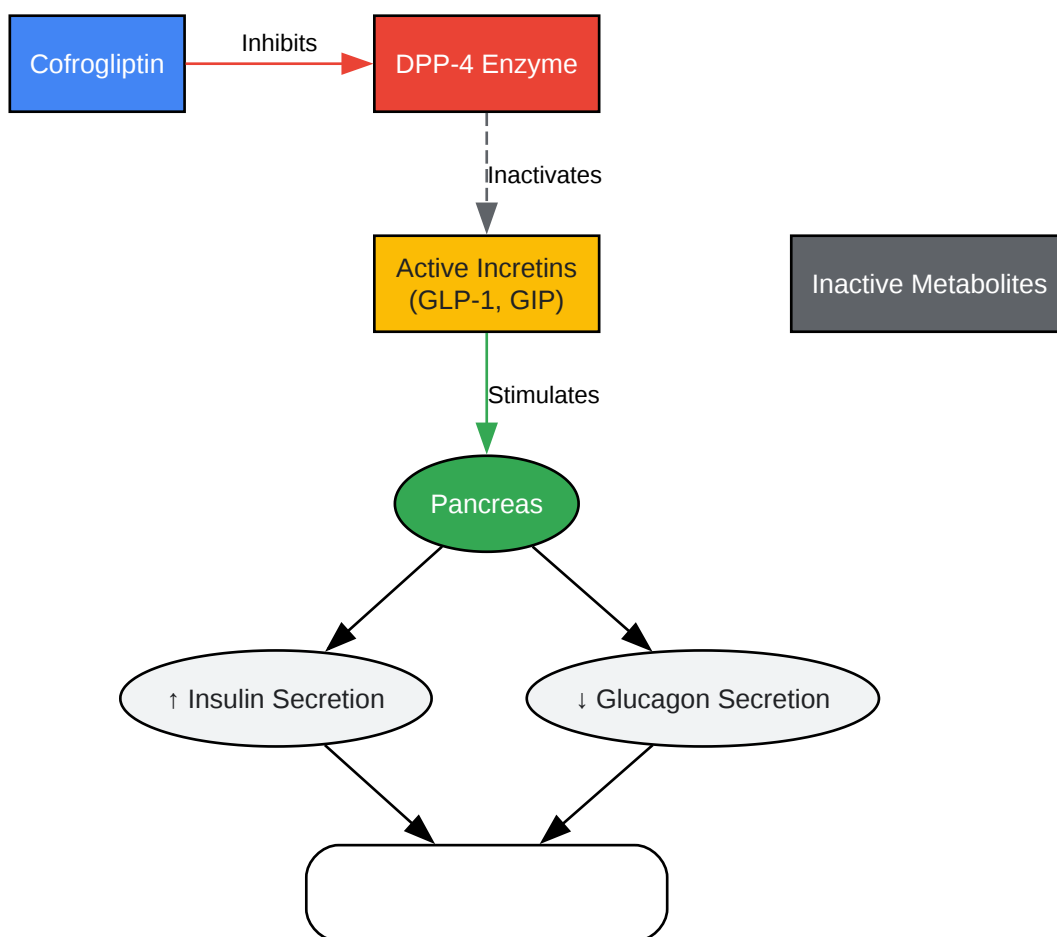 Cofrogliptin
Inhibits
DPP-4 Enzyme
Inactivates
Active Incretins
(GLP-1, GIP)
Inactive Metabolites
Stimulates
Pancreas
↑ Insulin Secretion
↓ Glucagon Secretion